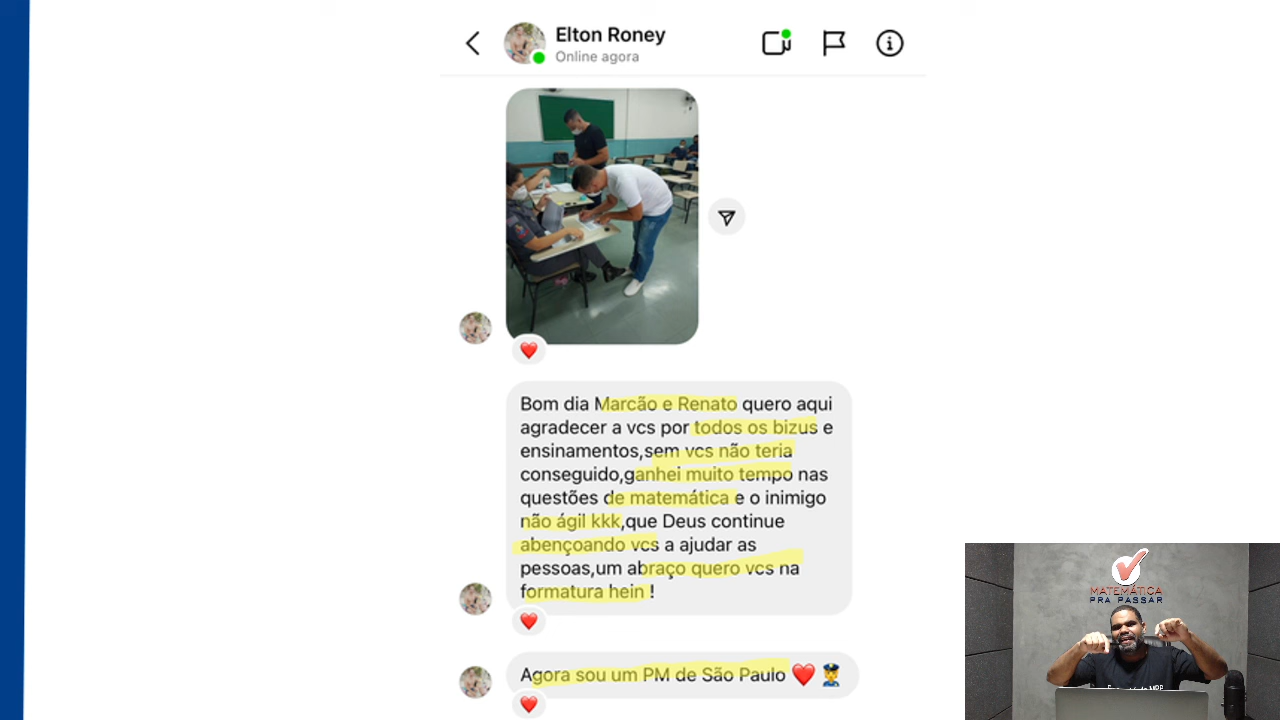 Elton Roney
Online agora
Bom dia Marcão e Renato quero aqui
agradecer a vcs por todos os bizus e
ensinamentos,sem vcs não teria
conseguido,ganhei muito tempo nas
questões de matemática e o inimigo
não ágil kkk,que Deus continue
abençoando vcs a ajudar as
pessoas,um abraço quero vcs na
formatura hein !
Agora sou um PM de São Paulo ❤️ 👮‍♂️
MATEMÁTICA
PRA PASSAR